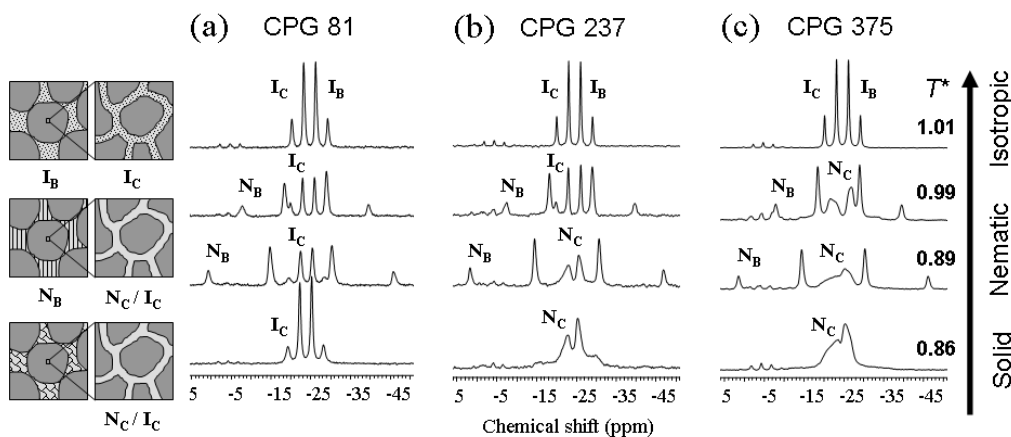 (a) CPG 81
(b) CPG 237
(c) CPG 375
I_C I_B
I_C I_B
I_C I_B
T*
1.01
Isotropic
I_B I_C
N_B I_C
N_B I_C
N_B N_C
0.99
N_B I_C
N_B N_C
N_B N_C
0.89
Nematic
N_B N_C / I_C
I_C
N_C
N_C
0.86
Solid
N_C / I_C
5 -5 -15 -25 -35 -45
5 -5 -15 -25 -35 -45
5 -5 -15 -25 -35 -45
Chemical shift (ppm)